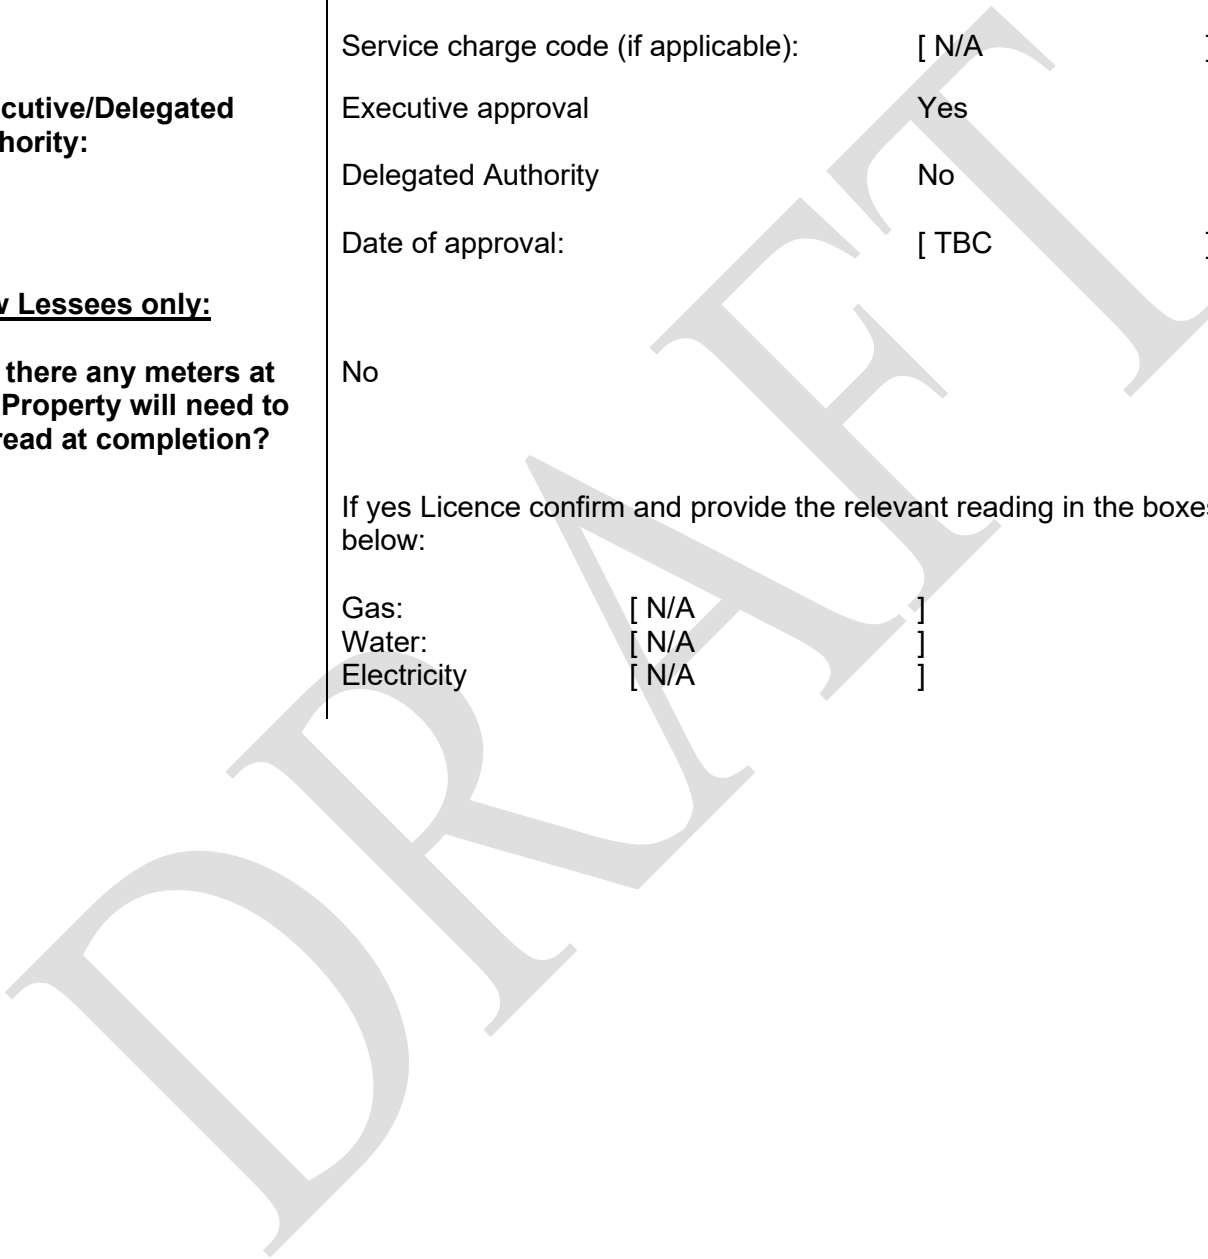 Service charge code (if applicable): [ N/A ]
cutive/Delegated Executive approval Yes
hority:
Delegated Authority No
Date of approval: [ TBC ]
w Lessees only:
there any meters at No
Property will need to
read at completion?
If yes Licence confirm and provide the relevant reading in the boxes
below:
Gas: [ N/A ]
Water: [ N/A ]
Electricity [ N/A ]
DRAFT